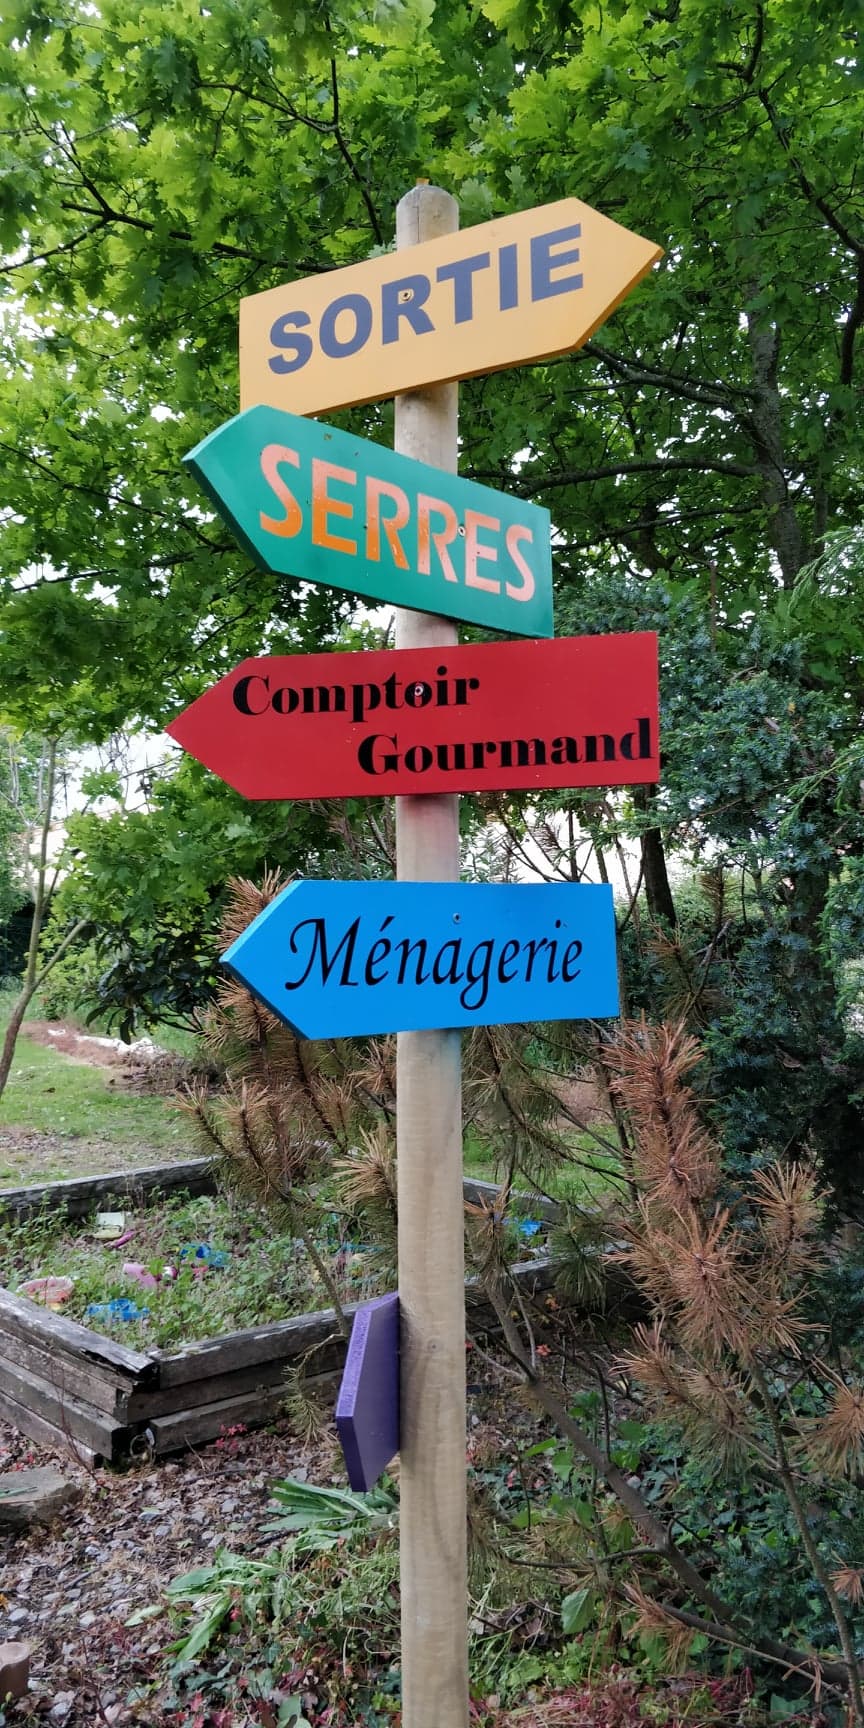 SORTIE
SERRES
Comptoir
Gourmand
Ménagerie